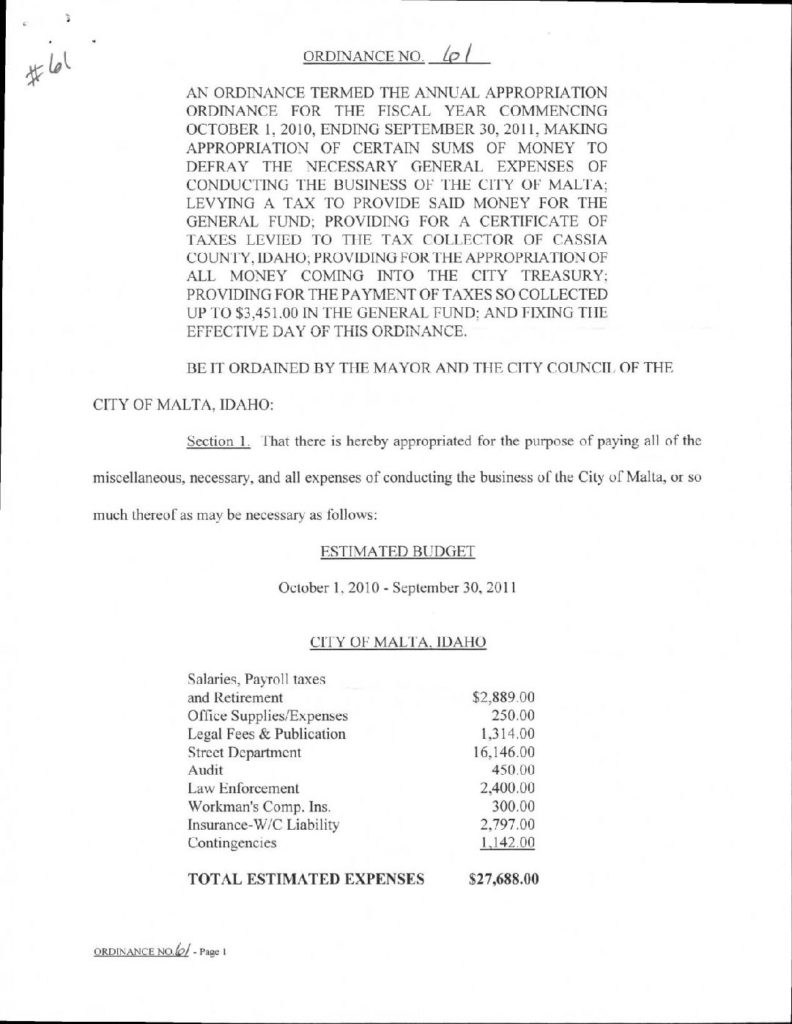 #61
ORDINANCE NO. 61
AN ORDINANCE TERMED THE ANNUAL APPROPRIATION
ORDINANCE FOR THE FISCAL YEAR COMMENCING
OCTOBER 1, 2010, ENDING SEPTEMBER 30, 2011, MAKING
APPROPRIATION OF CERTAIN SUMS OF MONEY TO
DEFRAY THE NECESSARY GENERAL EXPENSES OF
CONDUCTING THE BUSINESS OF THE CITY OF MALTA;
LEVYING A TAX TO PROVIDE SAID MONEY FOR THE
GENERAL FUND; PROVIDING FOR A CERTIFICATE OF
TAXES LEVIED TO THE TAX COLLECTOR OF CASSIA
COUNTY, IDAHO; PROVIDING FOR THE APPROPRIATION OF
ALL MONEY COMING INTO THE CITY TREASURY;
PROVIDING FOR THE PAYMENT OF TAXES SO COLLECTED
UP TO $3,451.00 IN THE GENERAL FUND; AND FIXING THE
EFFECTIVE DAY OF THIS ORDINANCE.
BE IT ORDAINED BY THE MAYOR AND THE CITY COUNCIL OF THE
CITY OF MALTA, IDAHO:
Section 1. That there is hereby appropriated for the purpose of paying all of the
miscellaneous, necessary, and all expenses of conducting the business of the City of Malta, or so
much thereof as may be necessary as follows:
ESTIMATED BUDGET
October 1, 2010 - September 30, 2011
CITY OF MALTA, IDAHO
Salaries, Payroll taxes
and Retirement $2,889.00
Office Supplies/Expenses 250.00
Legal Fees & Publication 1,314.00
Street Department 16,146.00
Audit 450.00
Law Enforcement 2,400.00
Workman's Comp. Ins. 300.00
Insurance-W/C Liability 2,797.00
Contingencies 1,142.00
TOTAL ESTIMATED EXPENSES $27,688.00
ORDINANCE NO. 61 - Page 1